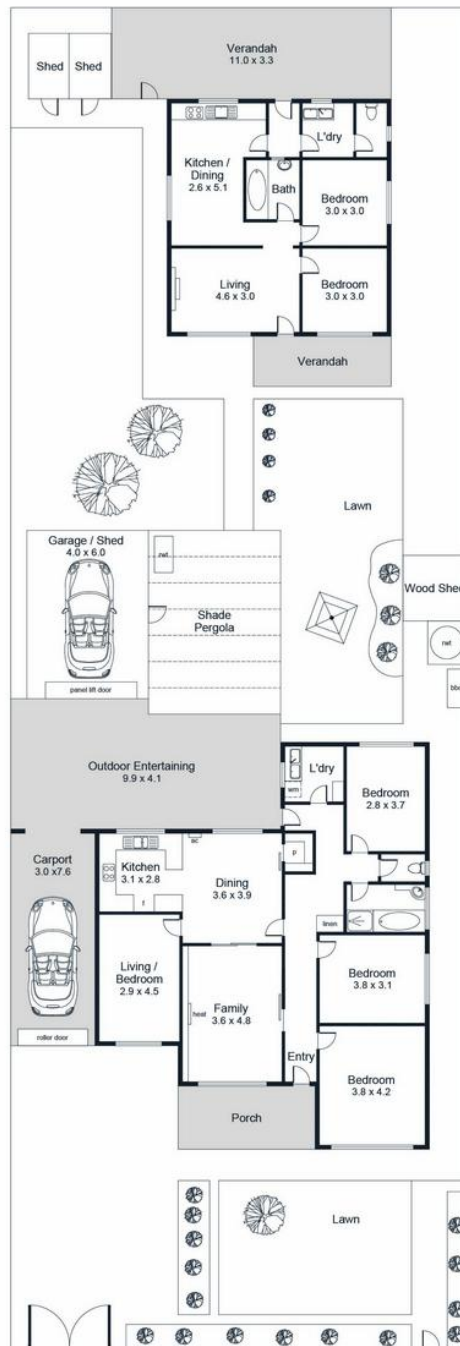 Verandah
11.0 x 3.3
Shed
Shed
L'dry
Kitchen /
Dining
2.6 x 5.1
Bath
Bedroom
3.0 x 3.0
Living
4.6 x 3.0
Bedroom
3.0 x 3.0
Verandah
Lawn
Garage / Shed
4.0 x 6.0
rwt
Shade
Pergola
Wood Shed
rwt
bbq
panel lift door
Outdoor Entertaining
9.9 x 4.1
L'dry
wm
Bedroom
2.8 x 3.7
Carport
3.0 x7.6
Kitchen
3.1 x 2.8
f
BC
Dining
3.6 x 3.9
P
linen
Living /
Bedroom
2.9 x 4.5
heat
Family
3.6 x 4.8
Bedroom
3.8 x 3.1
roller door
Entry
Bedroom
3.8 x 4.2
Porch
Lawn